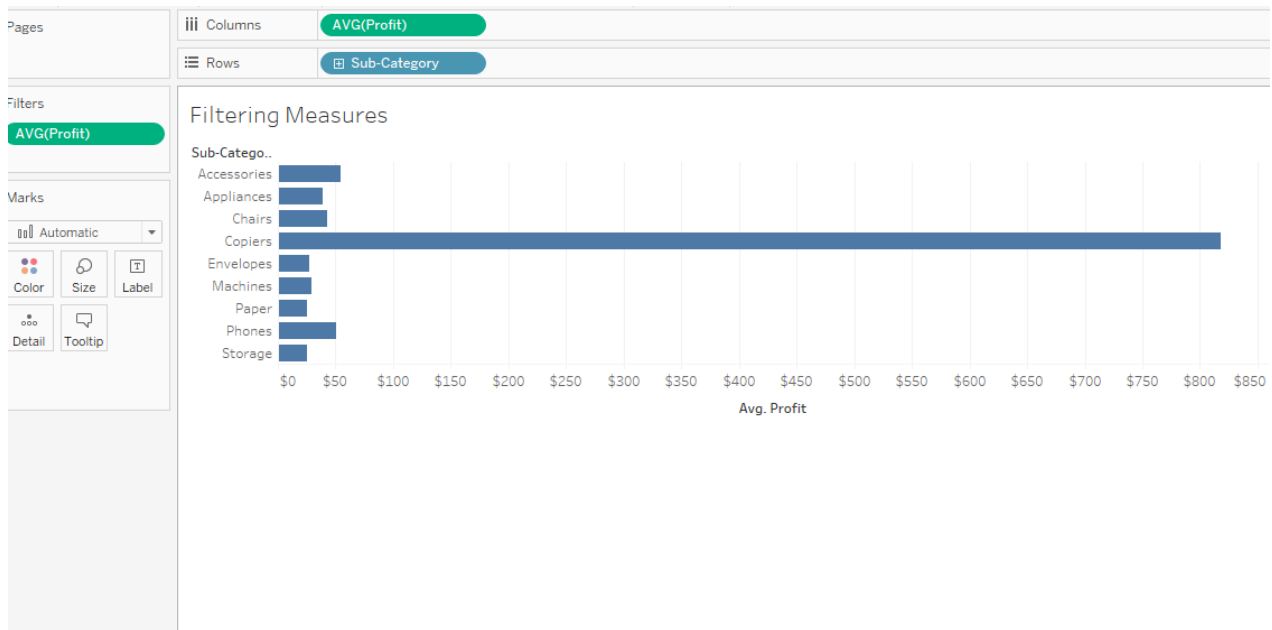 Pages
Columns
AVG(Profit)
Rows
Sub-Category
Filters
AVG(Profit)
Marks
Automatic
Color Size Label
Detail Tooltip
Filtering Measures
Sub-Catego..
Accessories
Appliances
Chairs
Copiers
Envelopes
Machines
Paper
Phones
Storage
$0 $50 $100 $150 $200 $250 $300 $350 $400 $450 $500 $550 $600 $650 $700 $750 $800 $850
Avg. Profit